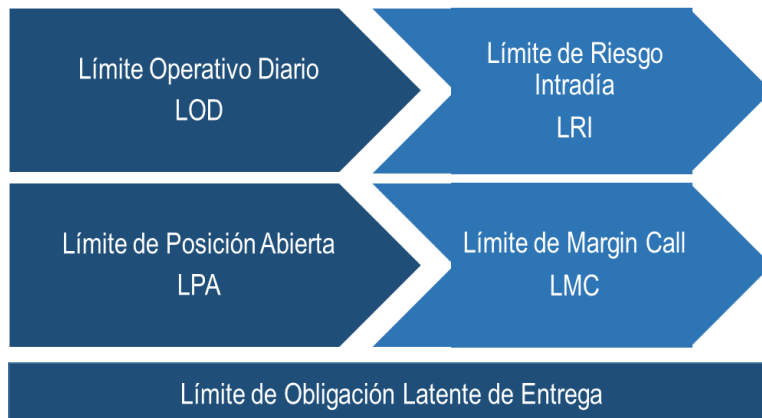 Límite Operativo Diario
LOD
Límite de Riesgo
Intradía
LRI
Límite de Posición Abierta
LPA
Límite de Margin Call
LMC
Límite de Obligación Latente de Entrega